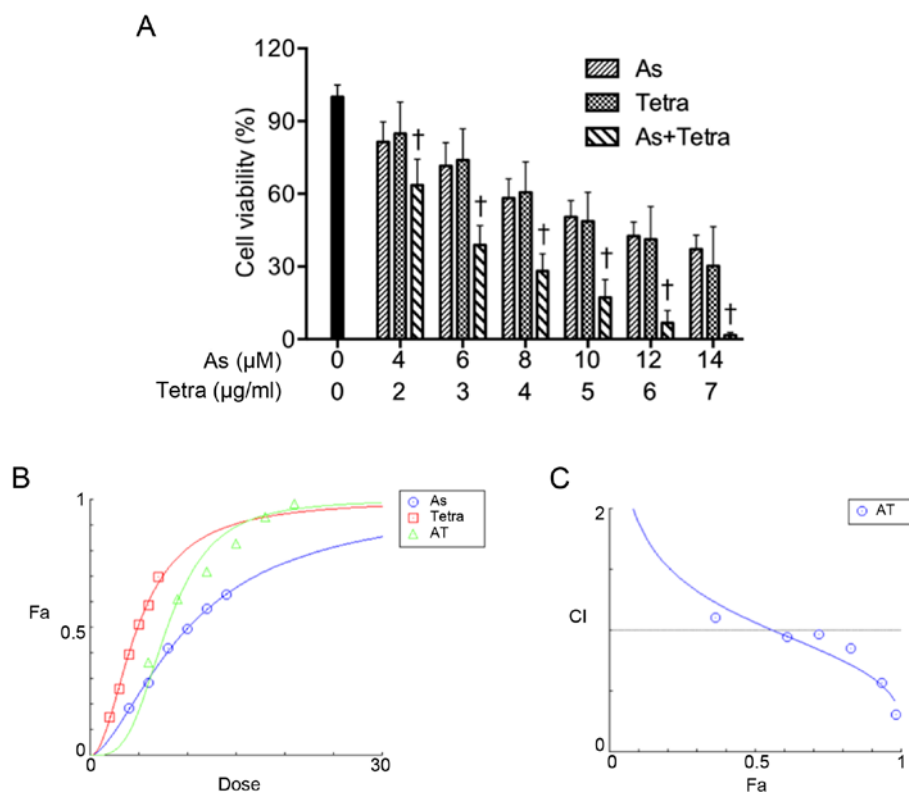 A
120
90
60
30
0
Cell viability (%)
As
Tetra
As+Tetra
† † † † † †
As (µM) 0 4 6 8 10 12 14
Tetra (µg/ml) 0 2 3 4 5 6 7
B
1
Fa
0.5
0
0 30
Dose
As
Tetra
AT
C
2
CI
0
0 0.5 1
Fa
AT